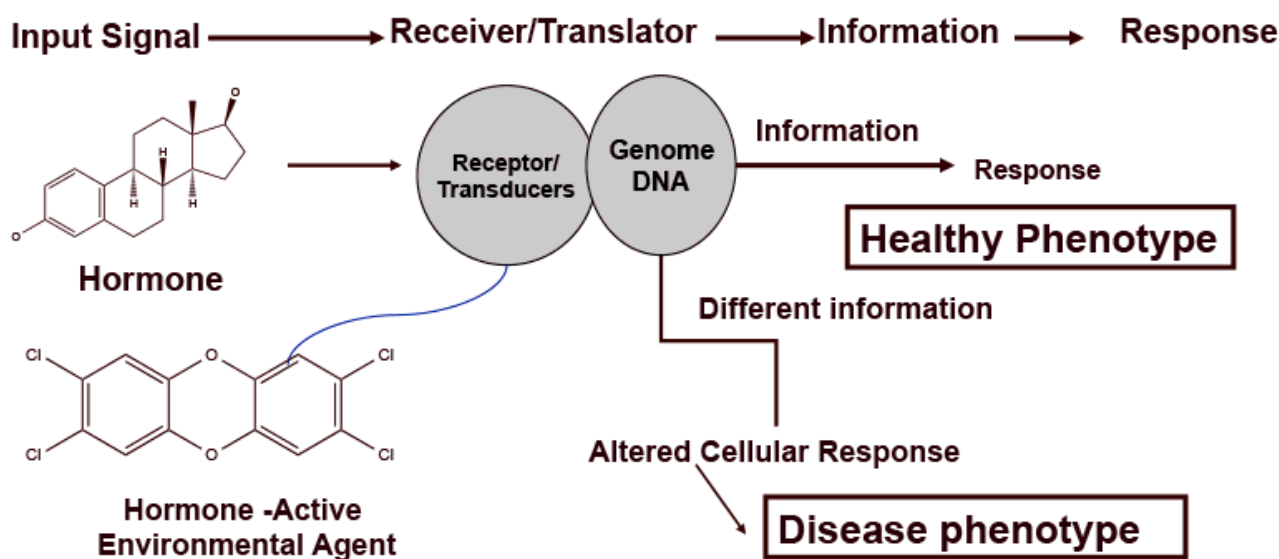 Input Signal Receiver/Translator Information Response
O
H
H
H
O
Hormone
Receptor/
Transducers
Genome
DNA
Information
Response
Healthy Phenotype
Different information
Cl O Cl
Cl O Cl
Hormone -Active
Environmental Agent
Altered Cellular Response
Disease phenotype